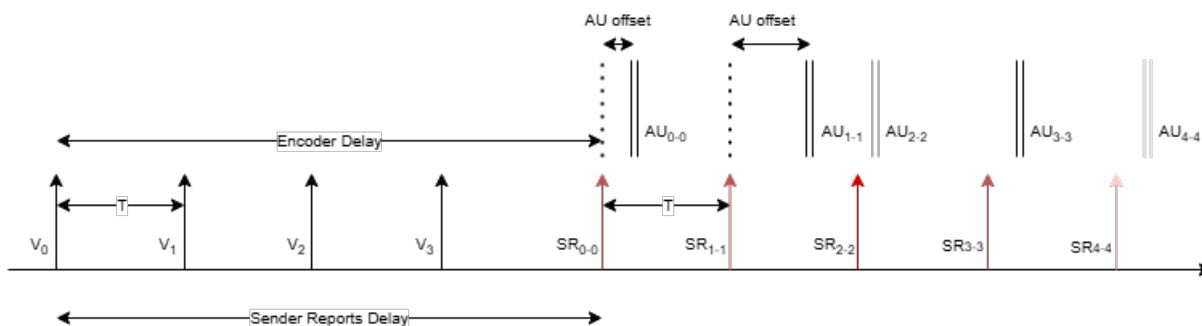 AU offset
AU offset
AU0-0
AU1-1
AU2-2
AU3-3
AU4-4
Encoder Delay
T
T
V0
V1
V2
V3
SR0-0
SR1-1
SR2-2
SR3-3
SR4-4
Sender Reports Delay